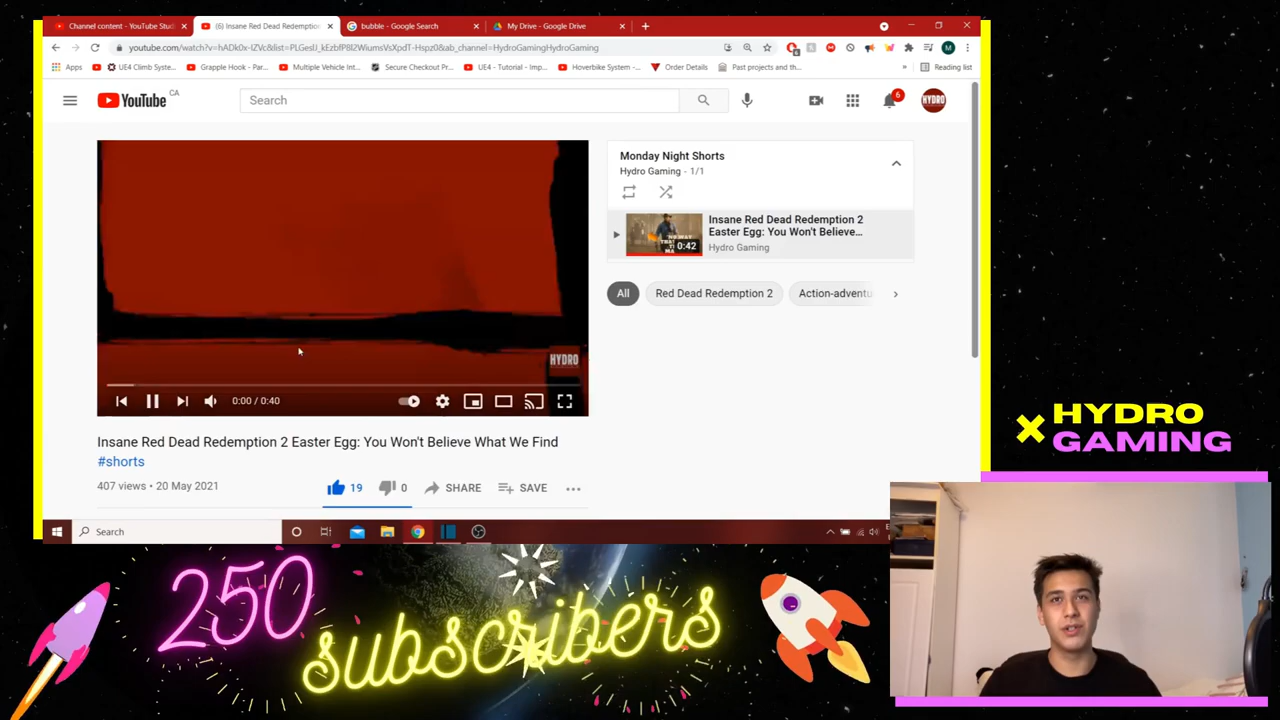 Channel content - YouTube Stud
(6) Insane Red Dead Redemption
bubble - Google Search
My Drive - Google Drive
youtube.com/watch?v=hADk0x-IZVc&list=PLGesIJ_kEzbfP8I2WiumsVsXpdT-Hspz0&ab_channel=HydroGamingHydroGaming
Apps
UE4 Climb Syste...
Grapple Hook - Par...
Multiple Vehicle Int...
Secure Checkout Pr...
UE4 - Tutorial - Imp...
Hoverbike System -...
Order Details
Past projects and th...
»
Reading list
YouTube CA
Search
6
HYDRO
Monday Night Shorts
Hydro Gaming - 1/1
Insane Red Dead Redemption 2
Easter Egg: You Won't Believe...
Hydro Gaming
0:42
All
Red Dead Redemption 2
Action-adventu
HYDRO
0:00 / 0:40
Insane Red Dead Redemption 2 Easter Egg: You Won't Believe What We Find
#shorts
407 views • 20 May 2021
19
0
SHARE
SAVE
Search
HYDRO
GAMING
250
subscribers